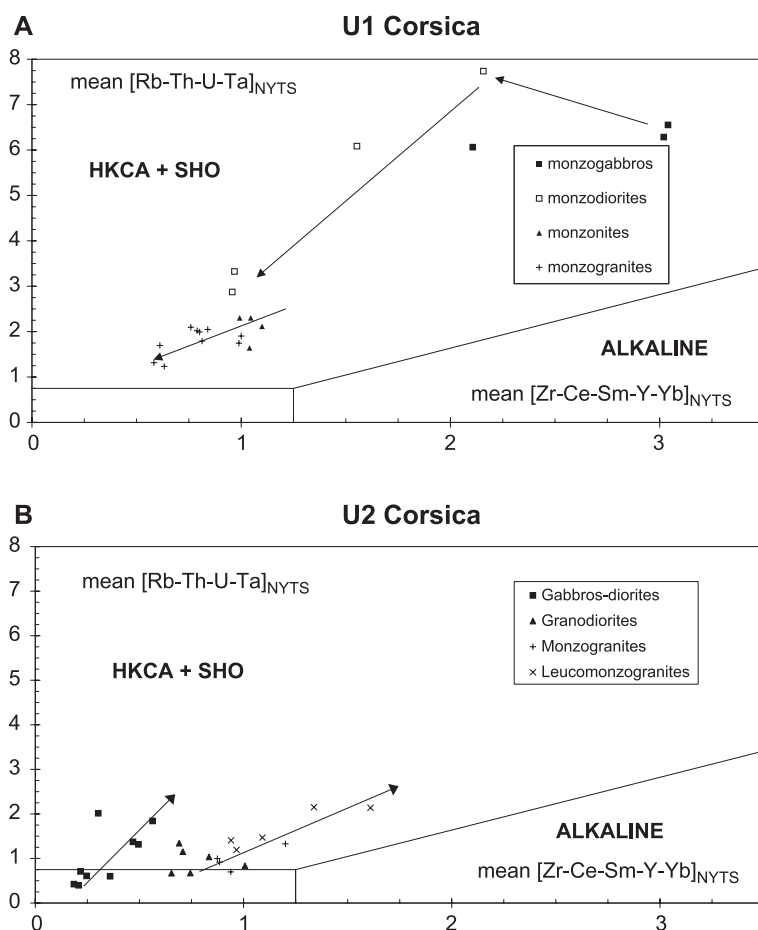 A
U1 Corsica
8
7
6
5
4
3
2
1
0
mean [Rb-Th-U-Ta]NYTS
HKCA + SHO
monzogabbros
monzodiorites
monzonites
monzogranites
ALKALINE
mean [Zr-Ce-Sm-Y-Yb]NYTS
0 1 2 3
B
U2 Corsica
8
7
6
5
4
3
2
1
0
mean [Rb-Th-U-Ta]NYTS
Gabbros-diorites
Granodiorites
Monzogranites
Leucomonzogranites
HKCA + SHO
ALKALINE
mean [Zr-Ce-Sm-Y-Yb]NYTS
0 1 2 3